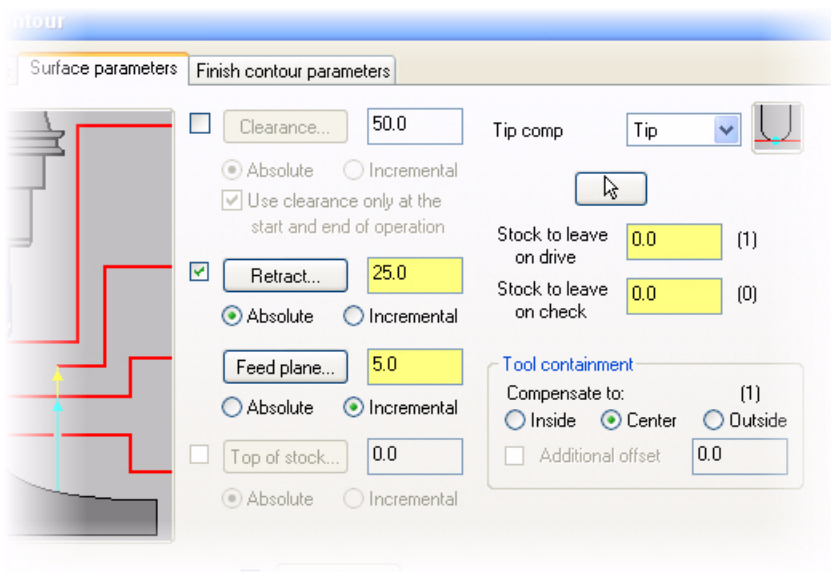 ontour
Surface parameters
Finish contour parameters
Clearance...
50.0
Absolute
Incremental
Use clearance only at the
start and end of operation
Retract...
25.0
Absolute
Incremental
Feed plane...
5.0
Absolute
Incremental
Top of stock...
0.0
Absolute
Incremental
Tip comp
Tip
Stock to leave
on drive
0.0
(1)
Stock to leave
on check
0.0
(0)
Tool containment
Compensate to:
(1)
Inside
Center
Outside
Additional offset
0.0